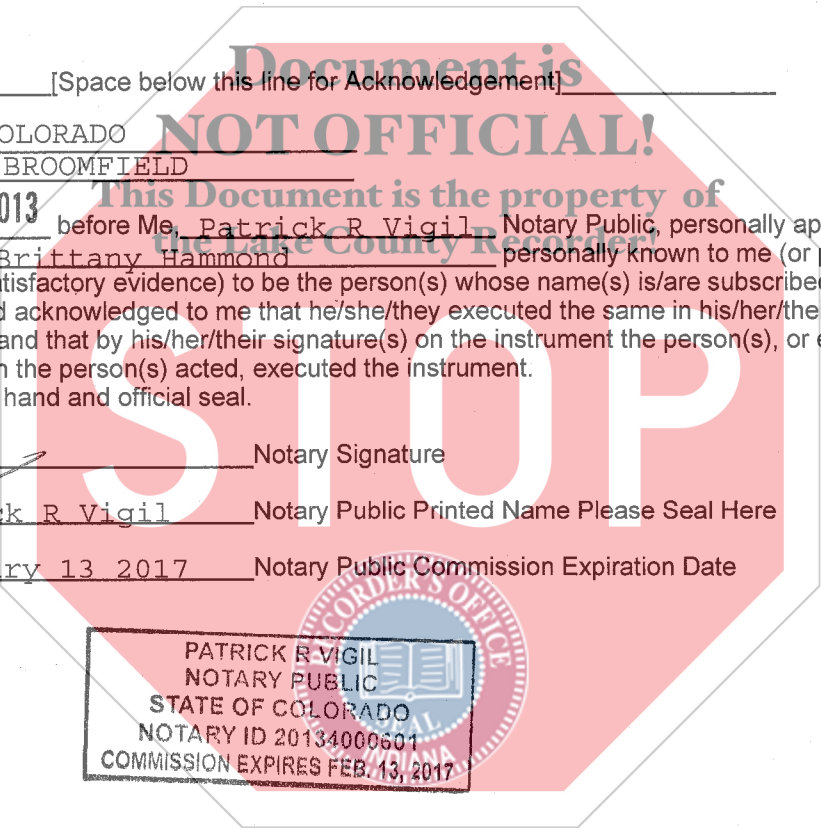 Document is
[Space below this line for Acknowledgement]
OLORADO
NOT OFFICIAL!
BROOMFIELD
This Document is the property of
013 before Me, Patrick R Vigil Notary Public, personally ap
the Lake County Recorder!
Brittany Hammond personally known to me (or p
tisfactory evidence) to be the person(s) whose name(s) is/are subscribed
d acknowledged to me that he/she/they executed the same in his/her/the
and that by his/her/their signature(s) on the instrument the person(s), or e
n the person(s) acted, executed the instrument.
hand and official seal.
STOP
Notary Signature
ck R Vigil Notary Public Printed Name Please Seal Here
ry 13 2017 Notary Public Commission Expiration Date
RECORDER'S OFFICE
SEAL
INDIANA
PATRICK R VIGIL
NOTARY PUBLIC
STATE OF COLORADO
NOTARY ID 20134000601
COMMISSION EXPIRES FEB. 13, 2017